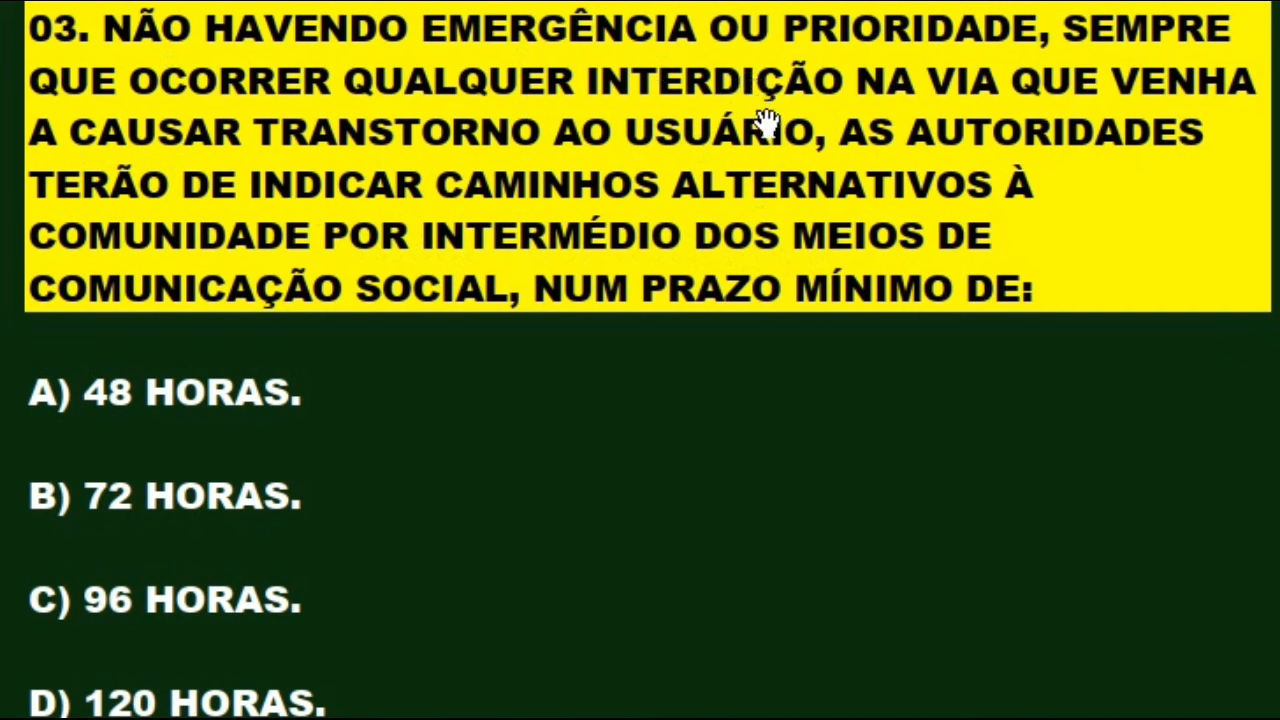 03. NÃO HAVENDO EMERGÊNCIA OU PRIORIDADE, SEMPRE
QUE OCORRER QUALQUER INTERDIÇÃO NA VIA QUE VENHA
A CAUSAR TRANSTORNO AO USUÁRIO, AS AUTORIDADES
TERÃO DE INDICAR CAMINHOS ALTERNATIVOS À
COMUNIDADE POR INTERMÉDIO DOS MEIOS DE
COMUNICAÇÃO SOCIAL, NUM PRAZO MÍNIMO DE:
A) 48 HORAS.
B) 72 HORAS.
C) 96 HORAS.
D) 120 HORAS.